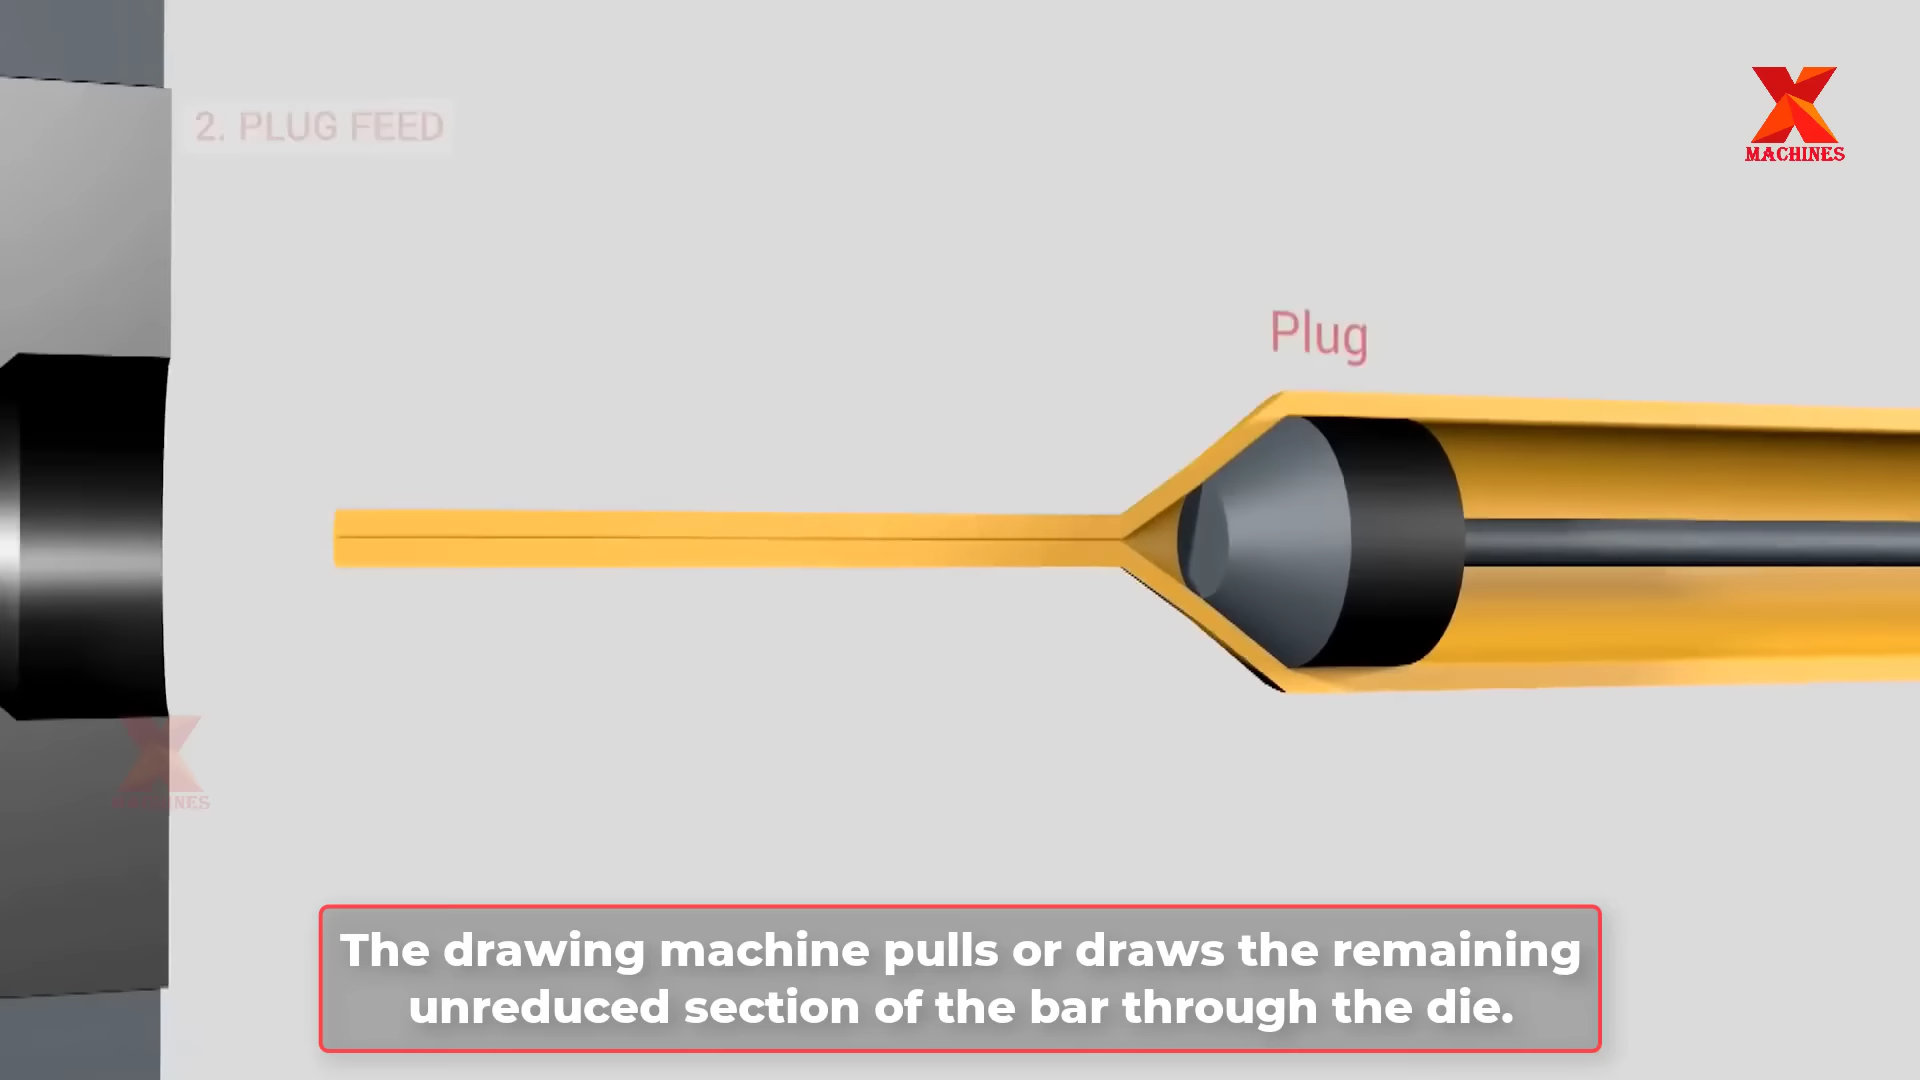 2. PLUG FEED
MACHINES
Plug
MACHINES
The drawing machine pulls or draws the remaining
unreduced section of the bar through the die.